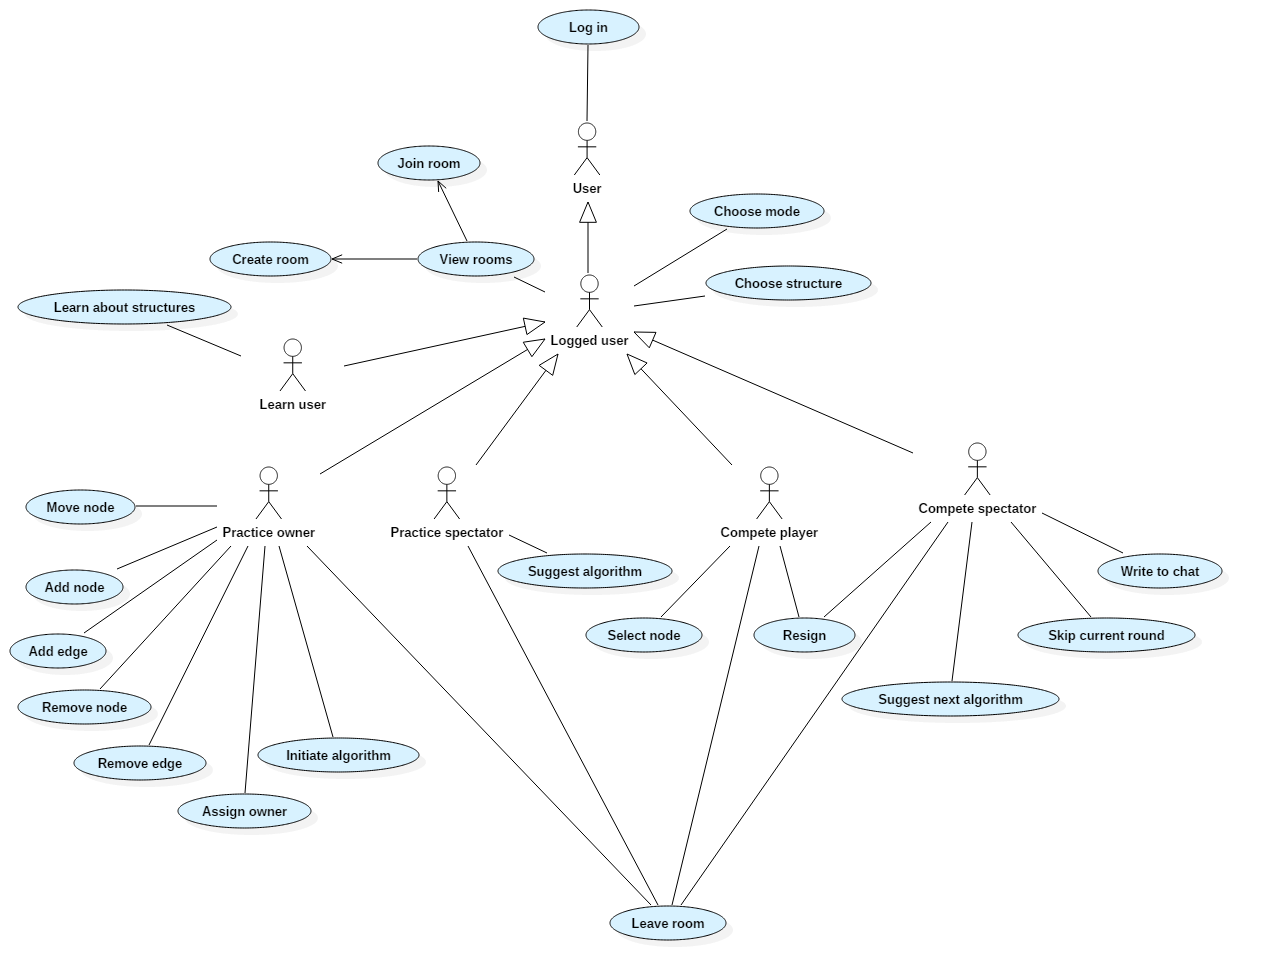 Log in
Join room
User
Choose mode
Create room
View rooms
Choose structure
Learn about structures
Logged user
Learn user
Move node
Practice owner
Practice spectator
Compete player
Compete spectator
Suggest algorithm
Write to chat
Add node
Add edge
Select node
Resign
Skip current round
Remove node
Suggest next algorithm
Remove edge
Initiate algorithm
Assign owner
Leave room